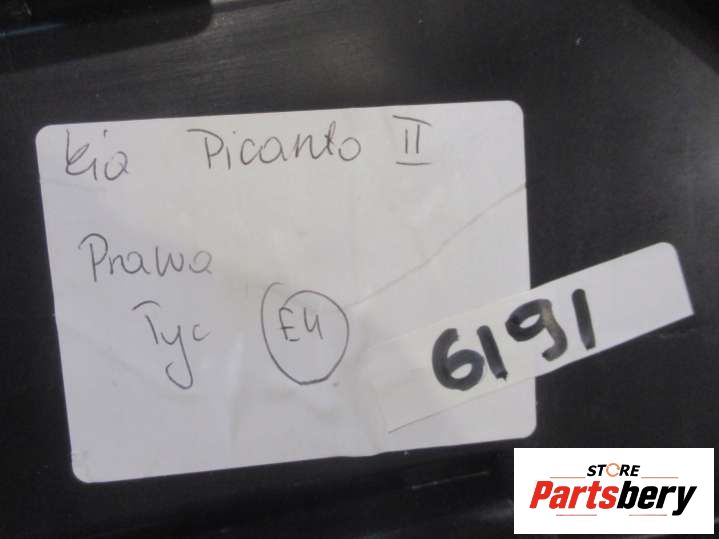 Kia Picanto II
Prawa
Tyc E4
6191
STORE
Partsbery